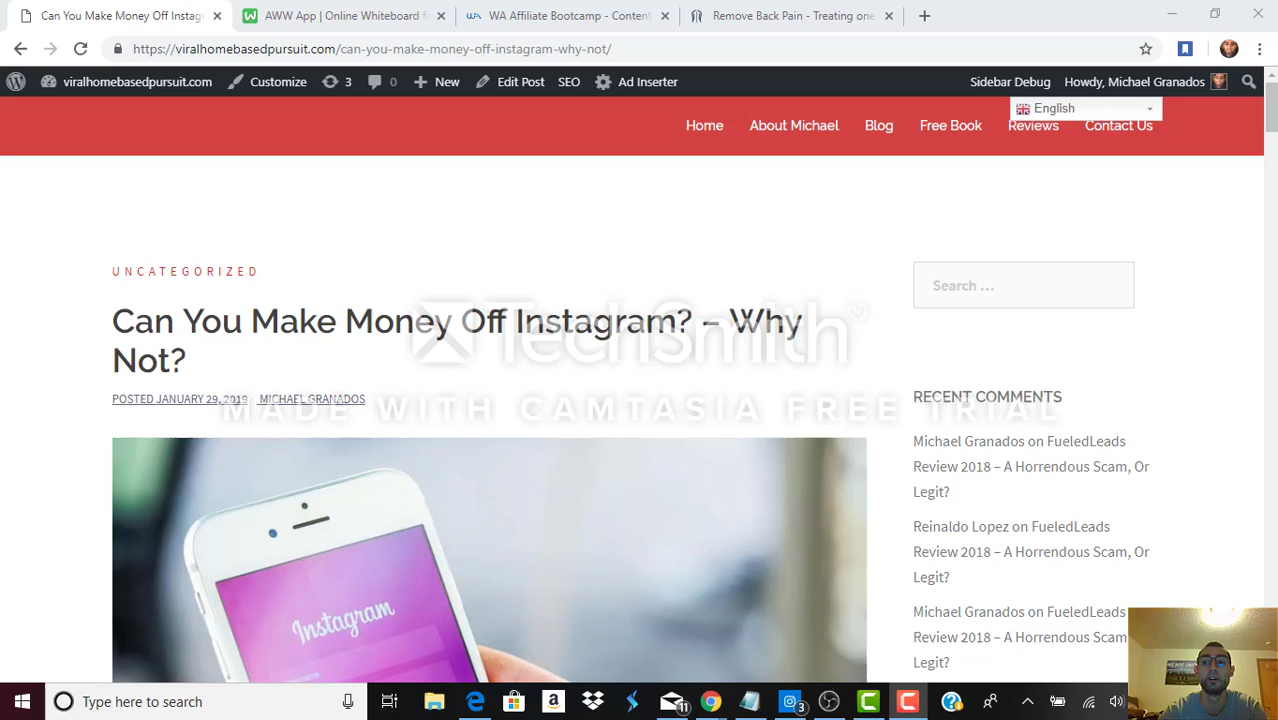 Can You Make Money Off Instag
AWW App | Online Whiteboard f
WA Affiliate Bootcamp - Content
Remove Back Pain - Treating one
https://viralhomebasedpursuit.com/can-you-make-money-off-instagram-why-not/
viralhomebasedpursuit.com
Customize
3
0
New
Edit Post
SEO
Ad Inserter
Sidebar Debug
Howdy, Michael Granados
English
Home
About Michael
Blog
Free Book
Reviews
Contact Us
UNCATEGORIZED
Can You Make Money Off Instagram? – Why
Not?
POSTED JANUARY 29, 2019 MICHAEL GRANADOS
TechSmith®
MADE WITH CAMTASIA FREE TRIAL
Instagram
Search …
RECENT COMMENTS
Michael Granados on FueledLeads
Review 2018 – A Horrendous Scam, Or
Legit?
Reinaldo Lopez on FueledLeads
Review 2018 – A Horrendous Scam, Or
Legit?
Michael Granados on FueledLeads
Review 2018 – A Horrendous Scam,
Legit?
Type here to search
11
3